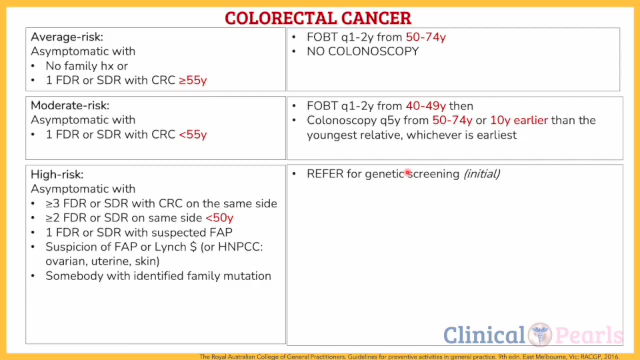 COLORECTAL CANCER
Average-risk:
Asymptomatic with
• No family hx or
• 1 FDR or SDR with CRC ≥55y
• FOBT q1-2y from 50-74y
• NO COLONOSCOPY
Moderate-risk:
Asymptomatic with
• 1 FDR or SDR with CRC <55y
• FOBT q1-2y from 40-49y then
• Colonoscopy q5y from 50-74y or 10y earlier than the
youngest relative, whichever is earliest
High-risk:
Asymptomatic with
• ≥3 FDR or SDR with CRC on the same side
• ≥2 FDR or SDR on same side <50y
• 1 FDR or SDR with suspected FAP
• Suspicion of FAP or Lynch $ (or HNPCC:
ovarian, uterine, skin)
• Somebody with identified family mutation
• REFER for genetic screening (initial)
Clinical Pearls
The Royal Australian College of General Practitioners. Guidelines for preventive activities in general practice. 9th edn. East Melbourne, Vic: RACGP, 2016.